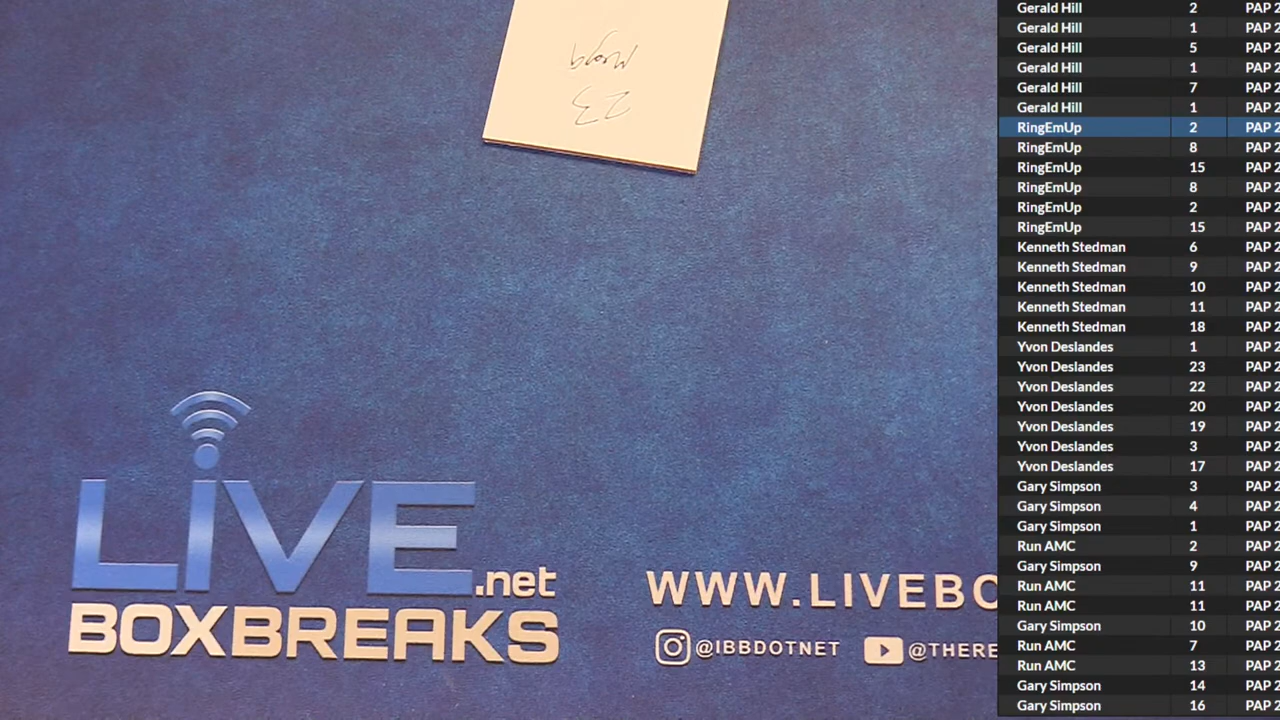 Mega
23
LIVE.net
BOXBREAKS
WWW.LIVEBO
@IBBDOTNET @THERE
Gerald Hill 2 PAP 2
Gerald Hill 1 PAP 2
Gerald Hill 5 PAP 2
Gerald Hill 1 PAP 2
Gerald Hill 7 PAP 2
Gerald Hill 1 PAP 2
RingEmUp 2 PAP 2
RingEmUp 8 PAP 2
RingEmUp 15 PAP 2
RingEmUp 8 PAP 2
RingEmUp 2 PAP 2
RingEmUp 15 PAP 2
Kenneth Stedman 6 PAP 2
Kenneth Stedman 9 PAP 2
Kenneth Stedman 10 PAP 2
Kenneth Stedman 11 PAP 2
Kenneth Stedman 18 PAP 2
Yvon Deslandes 1 PAP 2
Yvon Deslandes 23 PAP 2
Yvon Deslandes 22 PAP 2
Yvon Deslandes 20 PAP 2
Yvon Deslandes 19 PAP 2
Yvon Deslandes 3 PAP 2
Yvon Deslandes 17 PAP 2
Gary Simpson 3 PAP 2
Gary Simpson 4 PAP 2
Gary Simpson 1 PAP 2
Run AMC 2 PAP 2
Gary Simpson 9 PAP 2
Run AMC 11 PAP 2
Run AMC 11 PAP 2
Gary Simpson 10 PAP 2
Run AMC 7 PAP 2
Run AMC 13 PAP 2
Gary Simpson 14 PAP 2
Gary Simpson 16 PAP 2